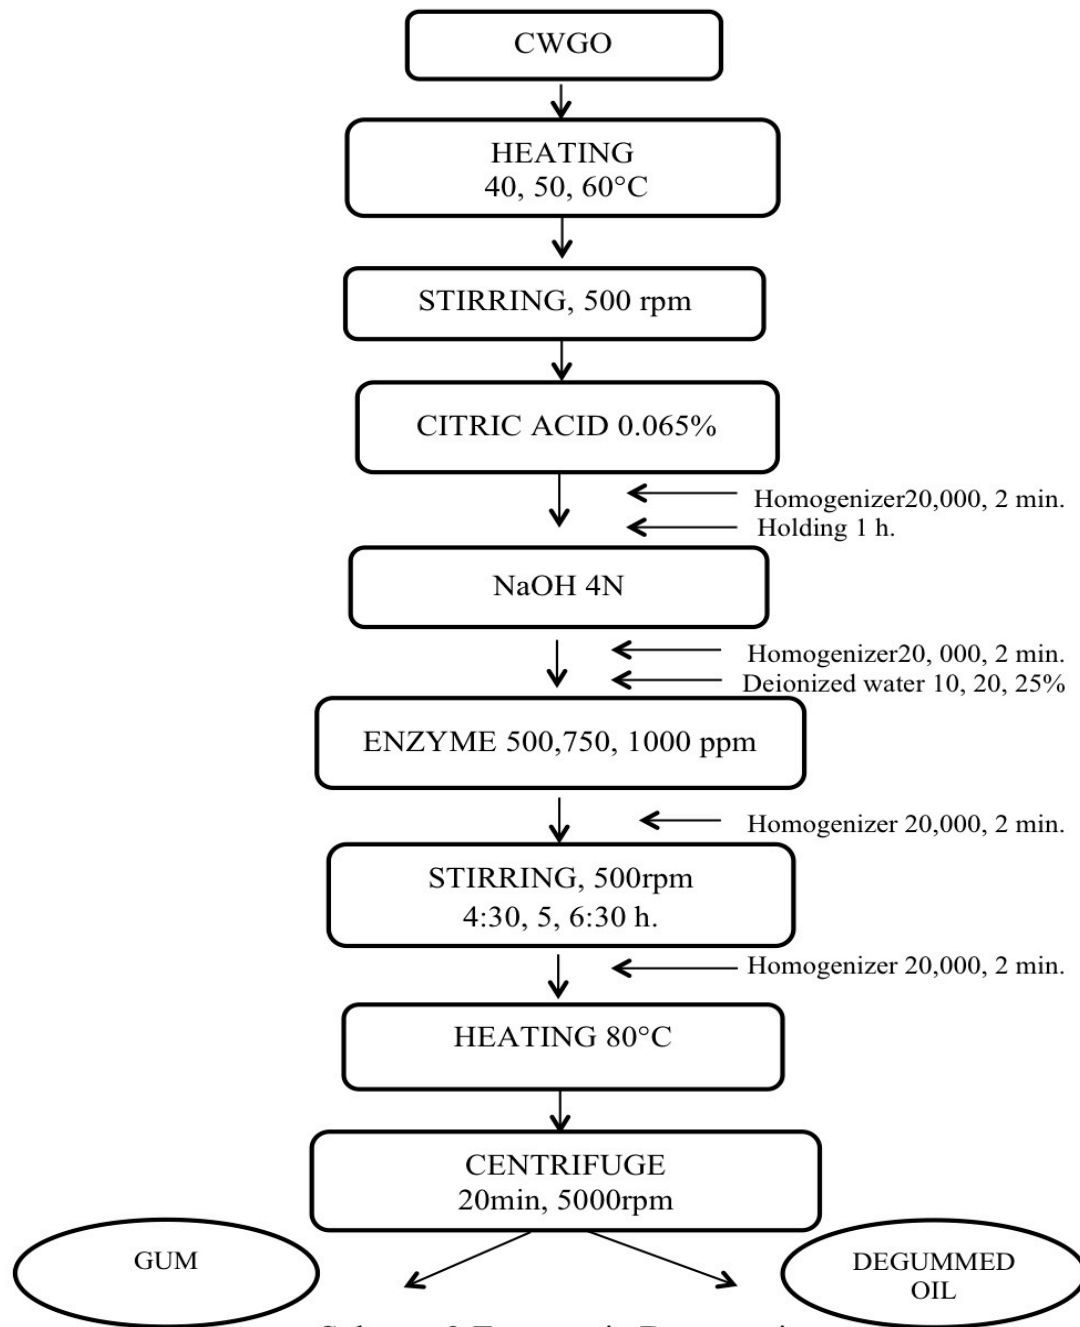 CWGO
HEATING
40, 50, 60°C
STIRRING, 500 rpm
CITRIC ACID 0.065%
Homogenizer20,000, 2 min.
Holding 1 h.
NaOH 4N
Homogenizer20, 000, 2 min.
Deionized water 10, 20, 25%
ENZYME 500,750, 1000 ppm
Homogenizer 20,000, 2 min.
STIRRING, 500rpm
4:30, 5, 6:30 h.
Homogenizer 20,000, 2 min.
HEATING 80°C
CENTRIFUGE
20min, 5000rpm
GUM
DEGUMMED
OIL